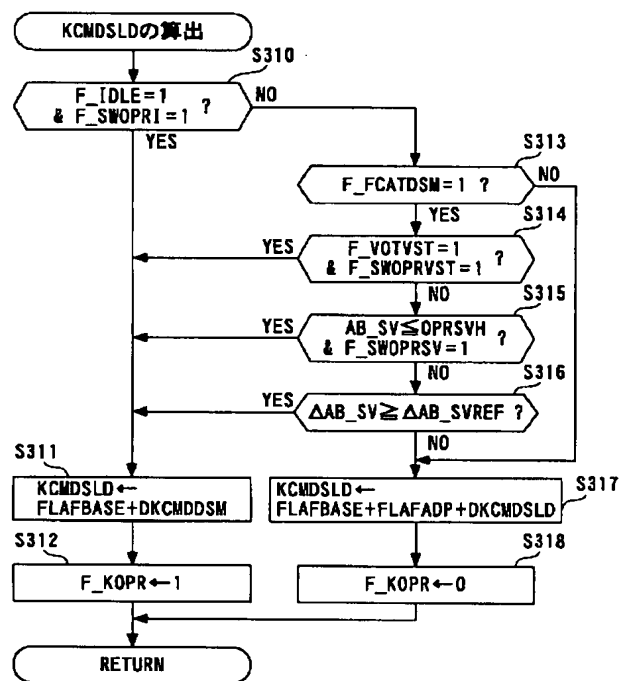 KCMDSLDの算出
S310
F_IDLE=1
& F_SWOPRI=1 ?
NO
YES
S313
F_FCATDSM=1 ?
NO
YES
S314
F_VOTVST=1
& F_SWOPRVST=1 ?
YES
NO
S315
AB_SV≦OPRSVH
& F_SWOPRSV=1 ?
YES
NO
S316
ΔAB_SV≧ΔAB_SVREF ?
YES
NO
S311
KCMDSLD←
FLAFBASE+DKCMDDSM
S317
KCMDSLD←
FLAFBASE+FLAFADP+DKCMDSLD
S312
F_KOPR←1
S318
F_KOPR←0
RETURN